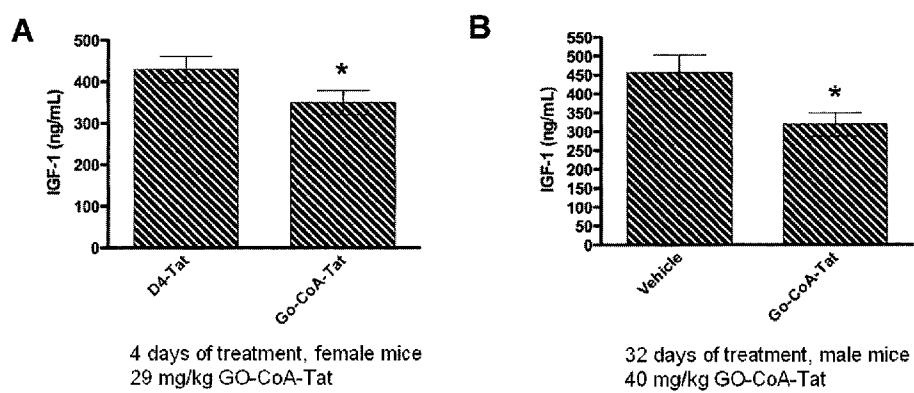 A
B
IGF-1 (ng/mL)
500
400
300
200
100
0
D4-Tat
Go-CoA-Tat
4 days of treatment, female mice
29 mg/kg GO-CoA-Tat
*
IGF-1 (ng/mL)
550
500
450
400
350
300
250
200
150
100
50
0
*
Vehicle
Go-CoA-Tat
32 days of treatment, male mice
40 mg/kg GO-CoA-Tat